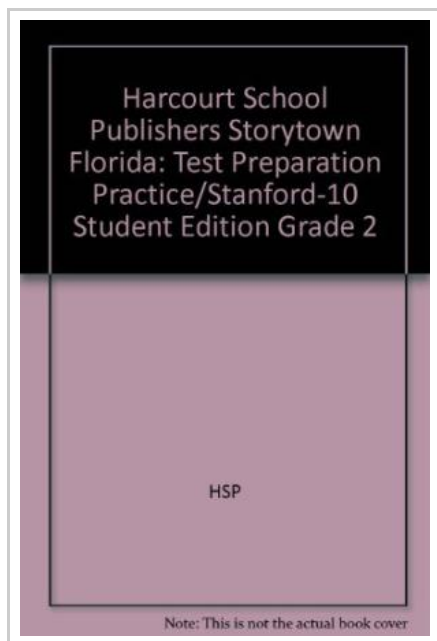 Harcourt School
Publishers Storytown
Florida: Test Preparation
Practice/Stanford-10
Student Edition Grade 2
HSP
Note: This is not the actual book cover